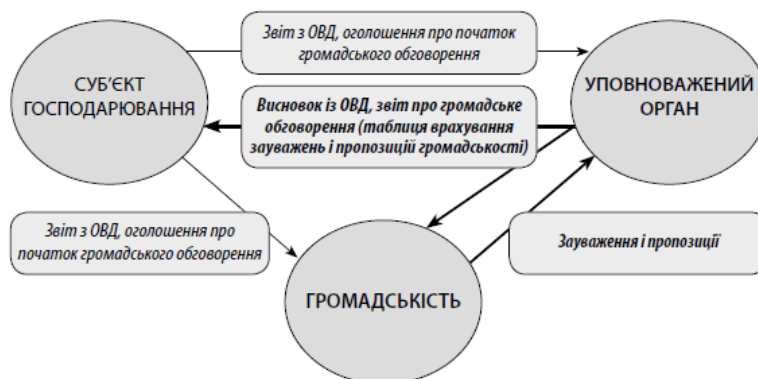 Звіт з ОВД, оголошення про початок
громадського обговорення
СУБ'ЄКТ
ГОСПОДАРЮВАННЯ
УПОВНОВАЖЕНИЙ
ОРГАН
Висновок із ОВД, звіт про громадське
обговорення (таблиця врахування
зауважень і пропозицій громадськості)
Звіт з ОВД, оголошення про
початок громадського обговорення
Зауваження і пропозиції
ГРОМАДСЬКІСТЬ